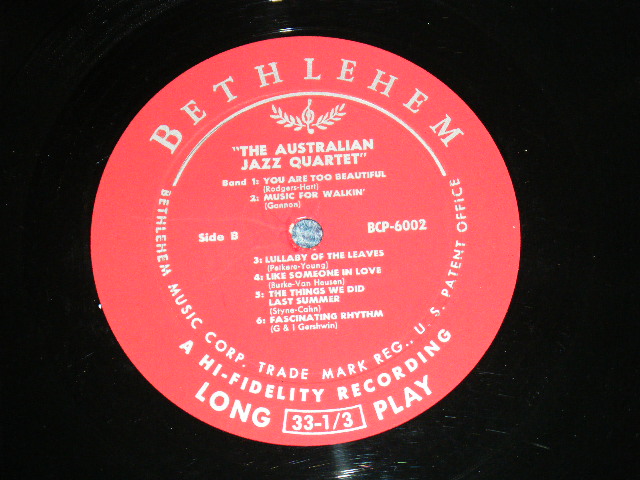 BETHLEHEM
"THE AUSTRALIAN
JAZZ QUARTET"
Band 1: YOU ARE TOO BEAUTIFUL
(Rodgers-Hart)
2: MUSIC FOR WALKIN'
(Gannon)
Side B
BCP-6002
3: LULLABY OF THE LEAVES
(Petkere-Young)
4: LIKE SOMEONE IN LOVE
(Burke-Van Heusen)
5: THE THINGS WE DID
LAST SUMMER
(Styne-Cahn)
6: FASCINATING RHYTHM
(G & I Gershwin)
BETHLEHEM MUSIC CORP. TRADE MARK REG., U. S. PATENT OFFICE
A HI-FIDELITY RECORDING
LONG 33-1/3 PLAY